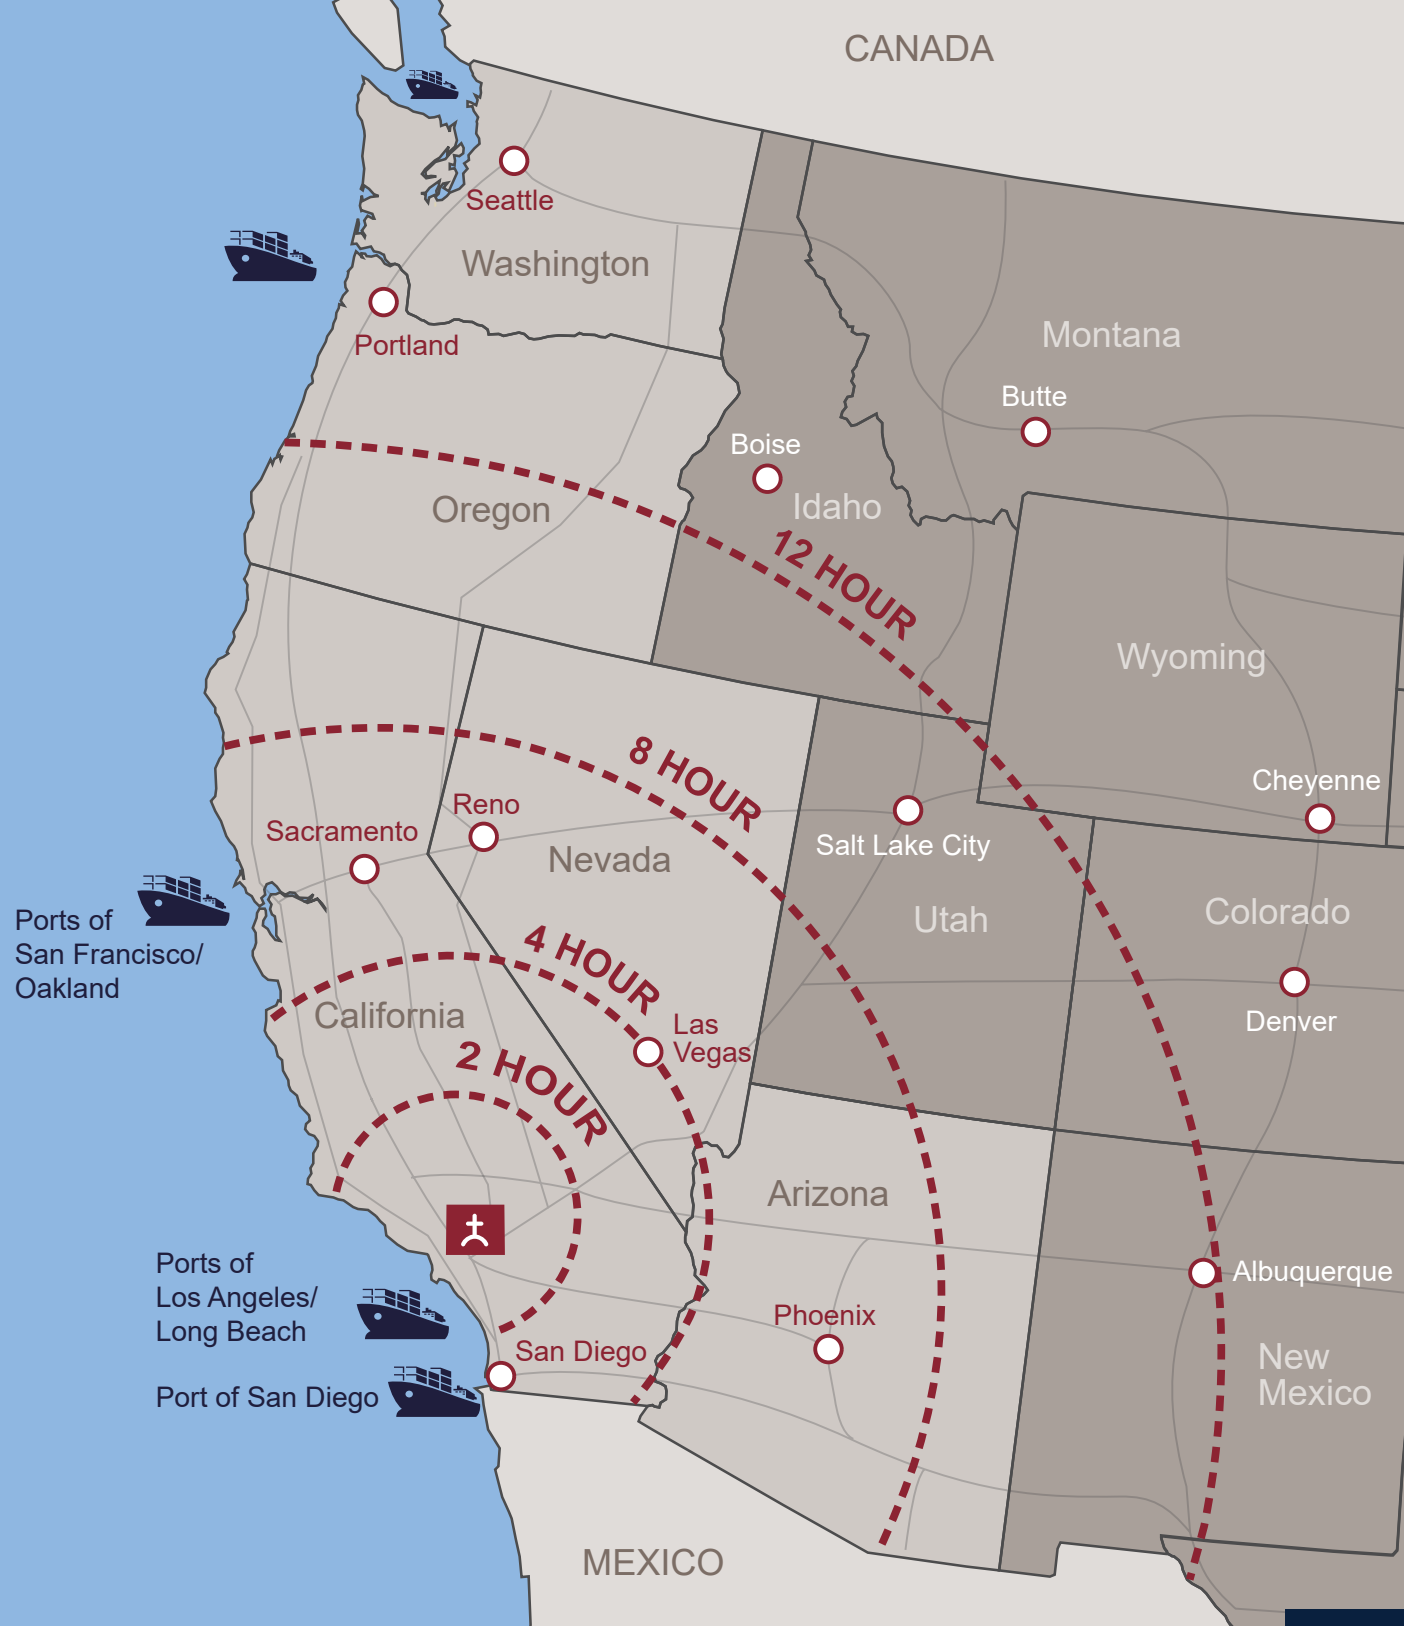 CANADA
Seattle
Washington
Portland
Montana
Butte
Boise
Idaho
Oregon
12 HOUR
Wyoming
8 HOUR
Cheyenne
Reno
Sacramento
Salt Lake City
Nevada
Utah
Colorado
Ports of
San Francisco/
Oakland
4 HOUR
California
Las
Vegas
Denver
2 HOUR
Arizona
Ports of
Los Angeles/
Long Beach
Albuquerque
Phoenix
San Diego
New
Mexico
Port of San Diego
MEXICO